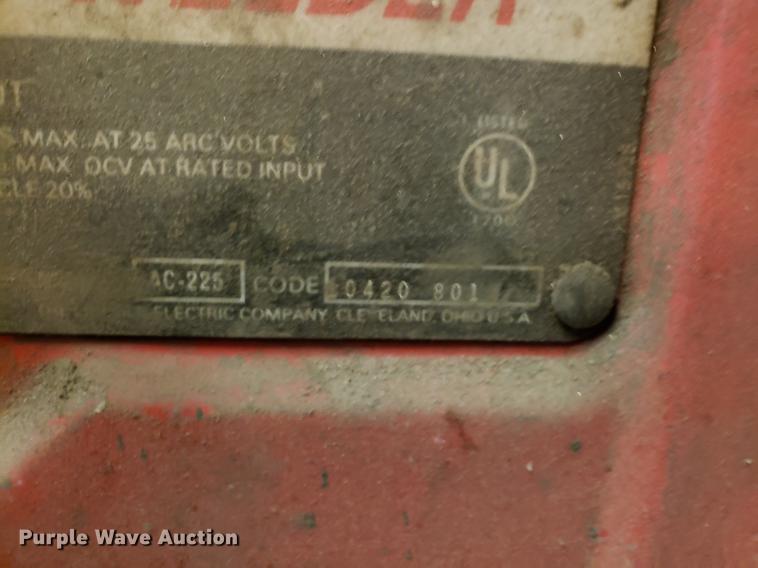 WELDER
MAX. AT 25 ARC VOLTS
MAX. OCV AT RATED INPUT
CLE 20%
LISTED
UL
AC-225 CODE 0420 801
ELECTRIC COMPANY CLEVELAND, OHIO U.S.A.
Purple Wave Auction